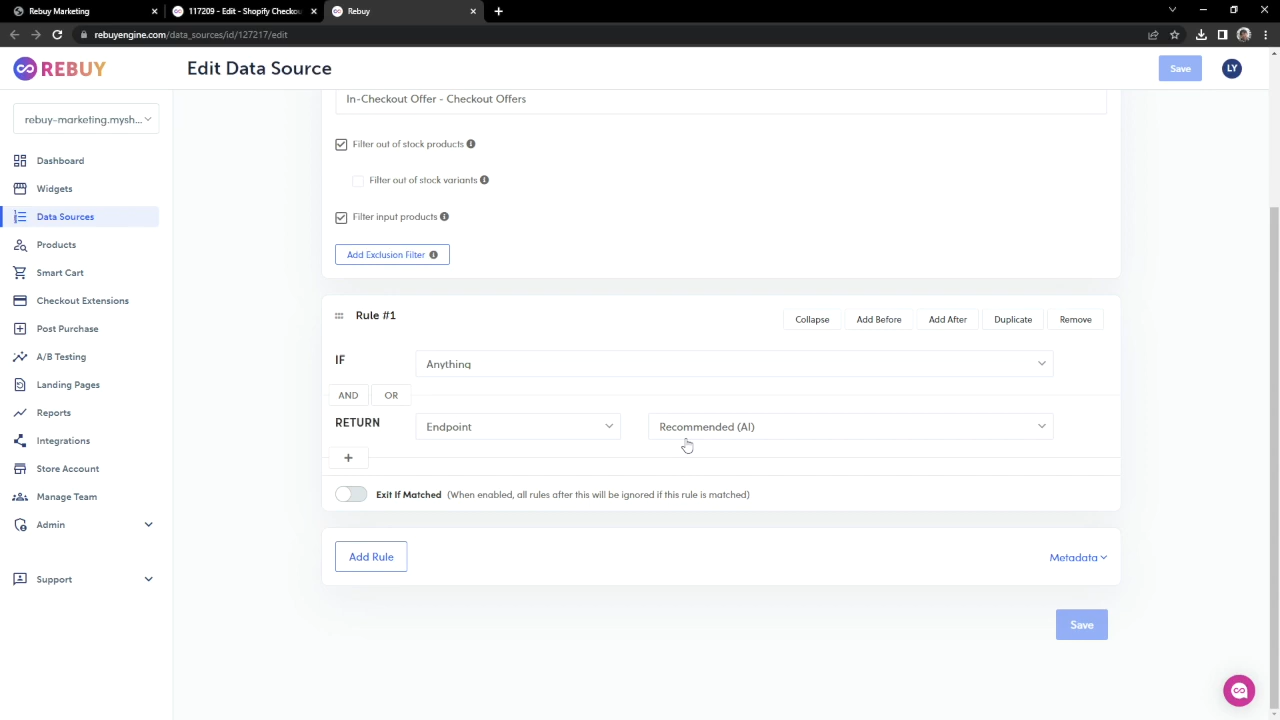 Rebuy Marketing
117209 - Edit - Shopify Checkou
Rebuy
rebuyengine.com/data_sources/id/127217/edit
REBUY
Edit Data Source
Save
LY
rebuy-marketing.mysh...
In-Checkout Offer - Checkout Offers
Filter out of stock products
Filter out of stock variants
Filter input products
Add Exclusion Filter
Dashboard
Widgets
Data Sources
Products
Smart Cart
Checkout Extensions
Post Purchase
A/B Testing
Landing Pages
Reports
Integrations
Store Account
Manage Team
Admin
Support
Rule #1
Collapse
Add Before
Add After
Duplicate
Remove
IF
Anything
AND
OR
RETURN
Endpoint
Recommended (AI)
+
Exit If Matched (When enabled, all rules after this will be ignored if this rule is matched)
Add Rule
Metadata
Save